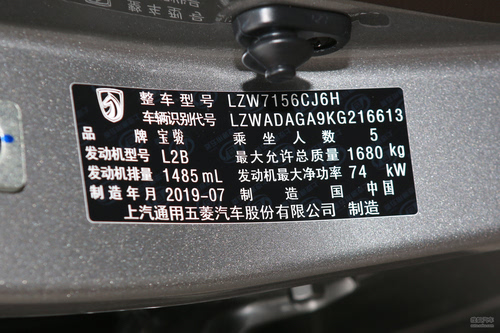 整车型号 LZW7156CJ6H
车辆识别代号 LZWADAGA9KG216613
品牌 宝骏 乘坐人数 5
发动机型号 L2B 最大允许总质量 1680 kg
发动机排量 1485 mL 发动机最大净功率 74 kW
制造年月 2019-07 制造国 中国
上汽通用五菱汽车股份有限公司 制造